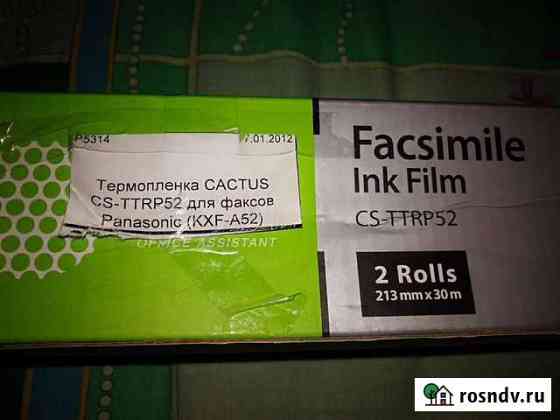 P5314
7.01.2012
Термопленка CACTUS
CS-TTRP52 для факсов
Panasonic (KXF-A52)
OFFICE ASSISTANT
Facsimile
Ink Film
CS-TTRP52
2 Rolls
213 mm x 30 m
rosndv.ru